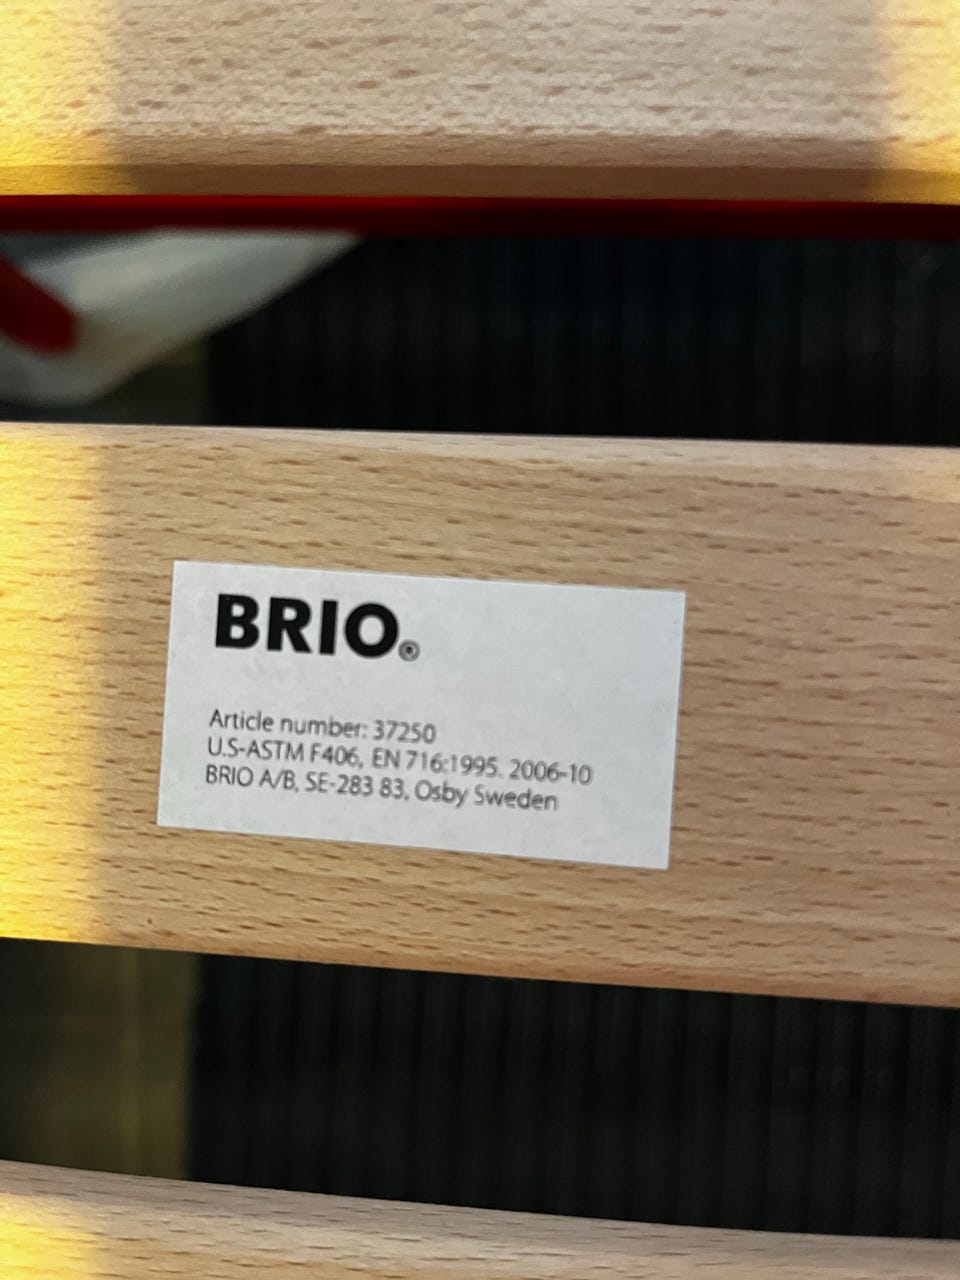 BRIO®
Article number: 37250
U.S-ASTM F406, EN 716:1995. 2006-10
BRIO A/B, SE-283 83, Osby Sweden